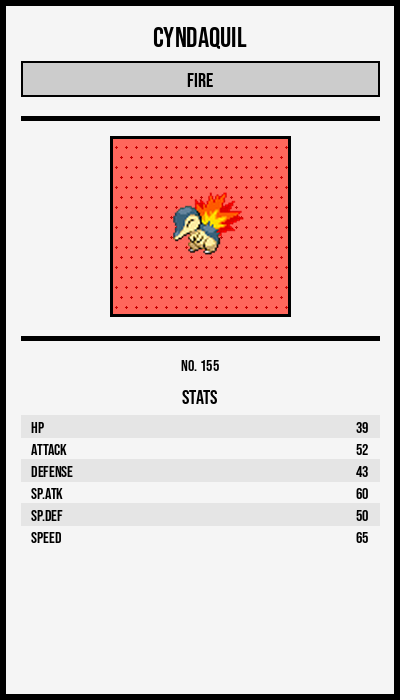 CYNDAQUIL
FIRE
NO. 155
STATS
HP 39
ATTACK 52
DEFENSE 43
SP.ATK 60
SP.DEF 50
SPEED 65